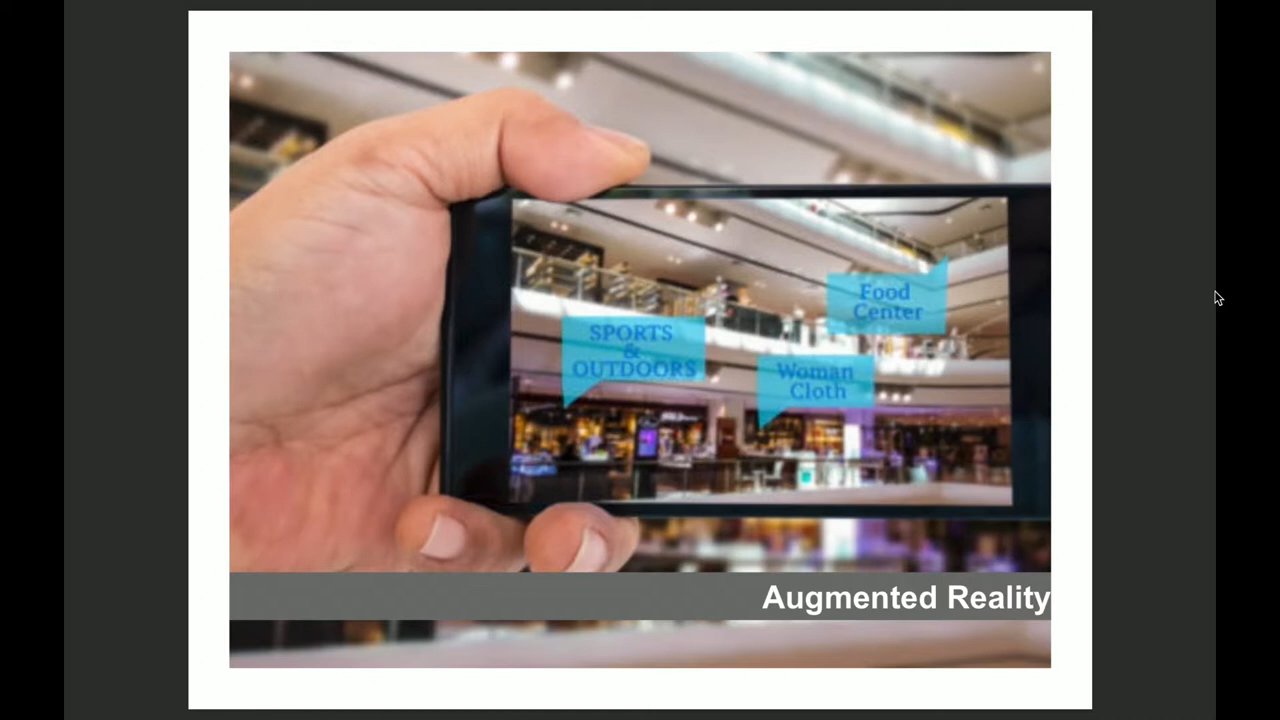 Food
Center
SPORTS
&
OUTDOORS
Woman
Cloth
Augmented Reality